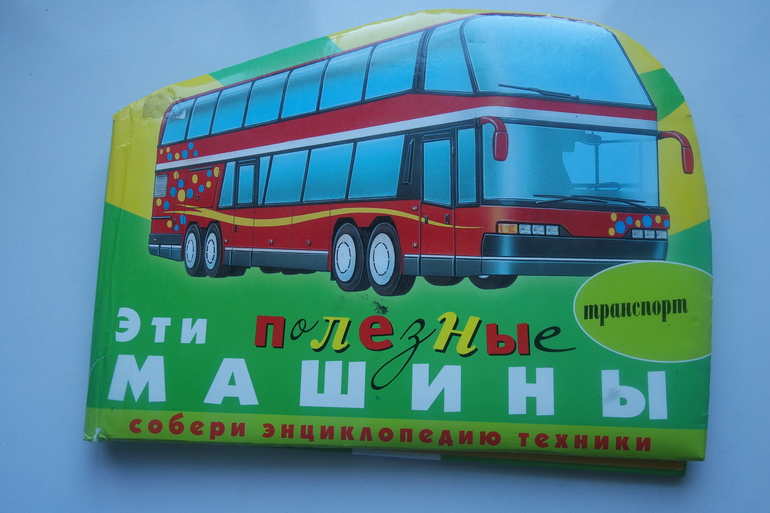 транспорт
Эти полезные
МАШИНЫ
собери энциклопедию техники